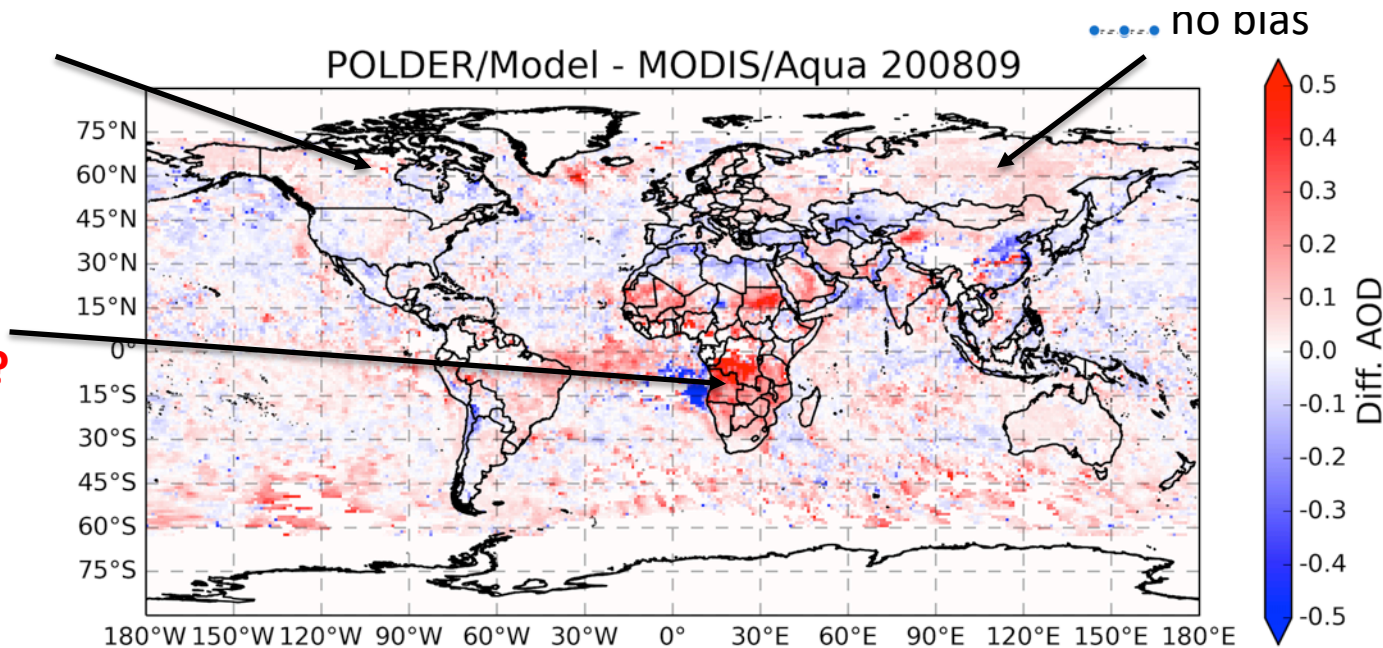 no bias
POLDER/Model - MODIS/Aqua 200809
75°N
60°N
45°N
30°N
15°N
0°
15°S
30°S
45°S
60°S
75°S
?
180°W 150°W 120°W 90°W 60°W 30°W 0° 30°E 60°E 90°E 120°E 150°E 180°E
0.5
0.4
0.3
0.2
0.1
0.0
-0.1
-0.2
-0.3
-0.4
-0.5
Diff. AOD